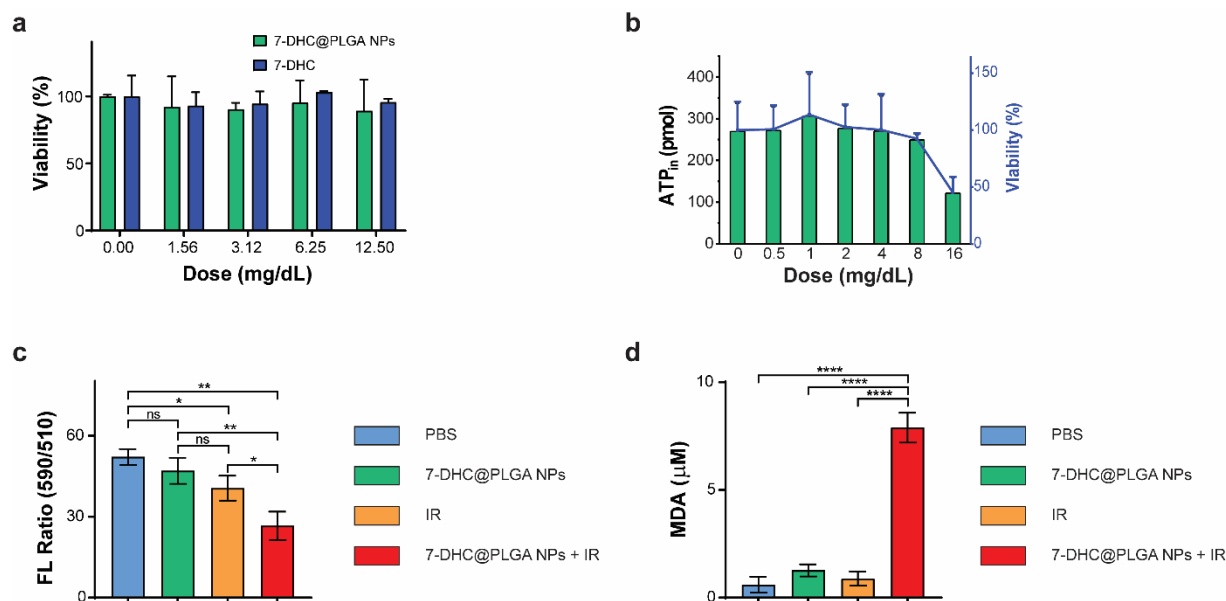 a
7-DHC@PLGA NPs
7-DHC
Viability (%)
100
50
0
0.00 1.56 3.12 6.25 12.50
Dose (mg/dL)
b
ATPin (pmol)
400
300
200
100
0
150
100
50
0
Viability (%)
0 0.5 1 2 4 8 16
Dose (mg/dL)
c
FL Ratio (590/510)
60
30
0
**
*
ns
**
ns
*
PBS
7-DHC@PLGA NPs
IR
7-DHC@PLGA NPs + IR
d
MDA (μM)
10
5
0
****
****
****
PBS
7-DHC@PLGA NPs
IR
7-DHC@PLGA NPs + IR